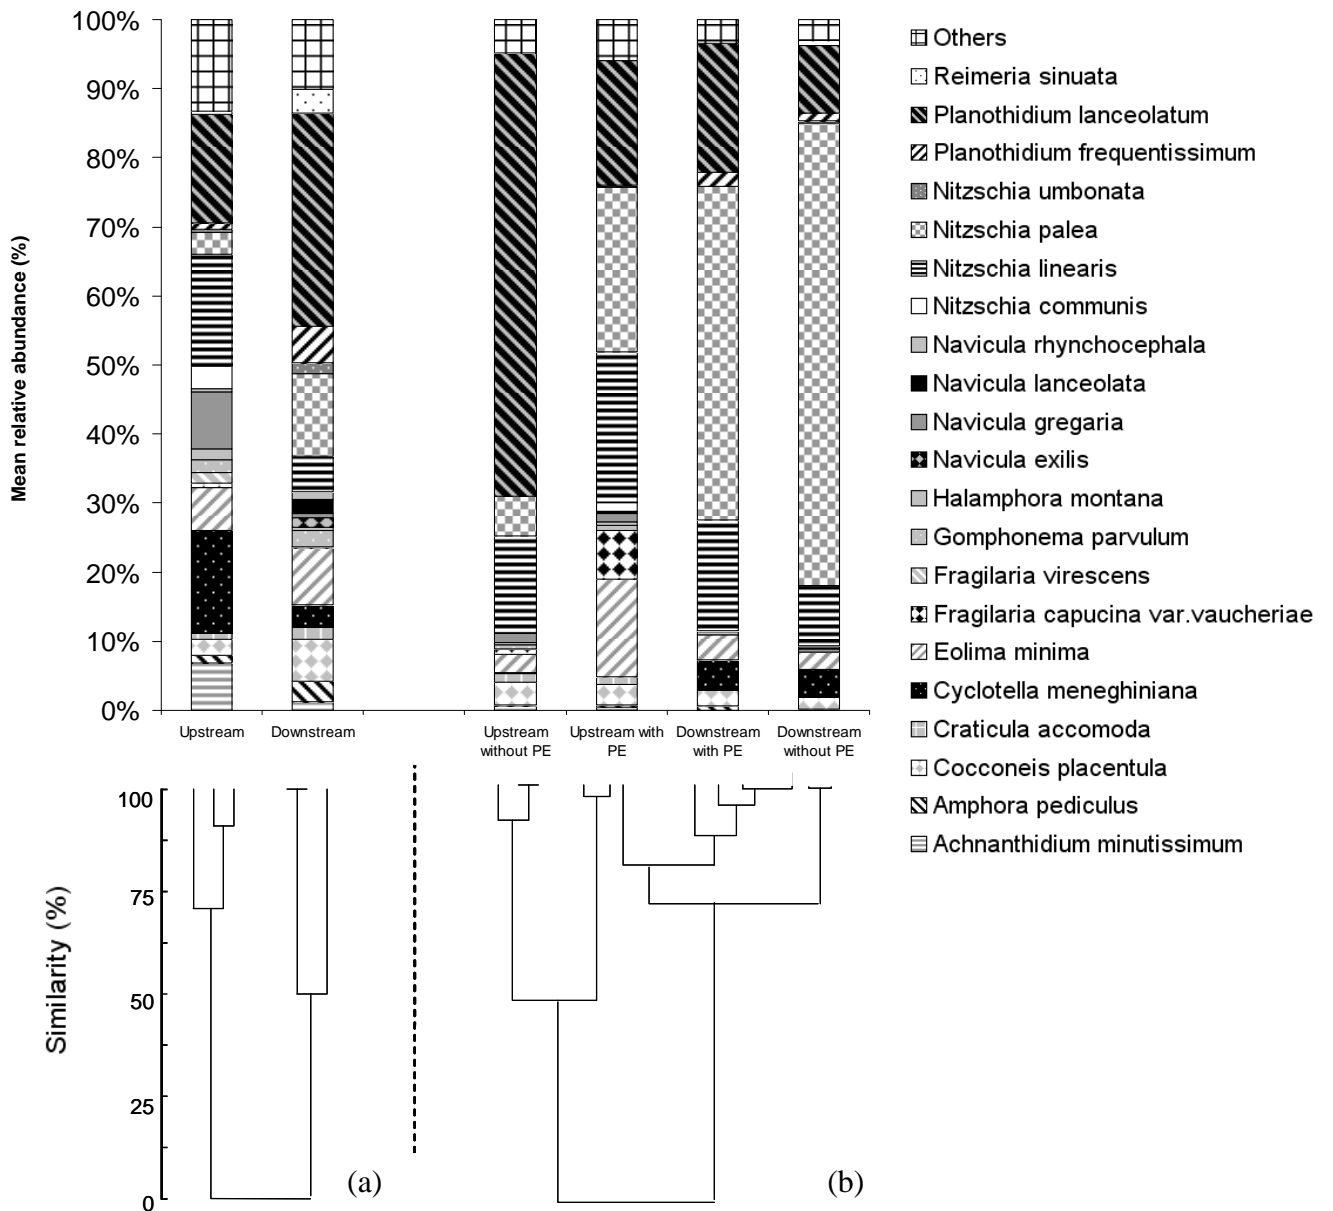 100%
90%
80%
70%
60%
50%
40%
30%
20%
10%
0%
Mean relative abundance (%)
Upstream
Downstream
Upstream
without PE
Upstream with
PE
Downstream
with PE
Downstream
without PE
Others
Reimeria sinuata
Planothidium lanceolatum
Planothidium frequentissimum
Nitzschia umbonata
Nitzschia palea
Nitzschia linearis
Nitzschia communis
Navicula rhynchocephala
Navicula lanceolata
Navicula gregaria
Navicula exilis
Halamphora montana
Gomphonema parvulum
Fragilaria virescens
Fragilaria capucina var.vaucheriae
Eolima minima
Cyclotella meneghiniana
Craticula accomoda
Cocconeis placentula
Amphora pediculus
Achnanthidium minutissimum
100
75
50
25
0
Similarity (%)
(a)
(b)